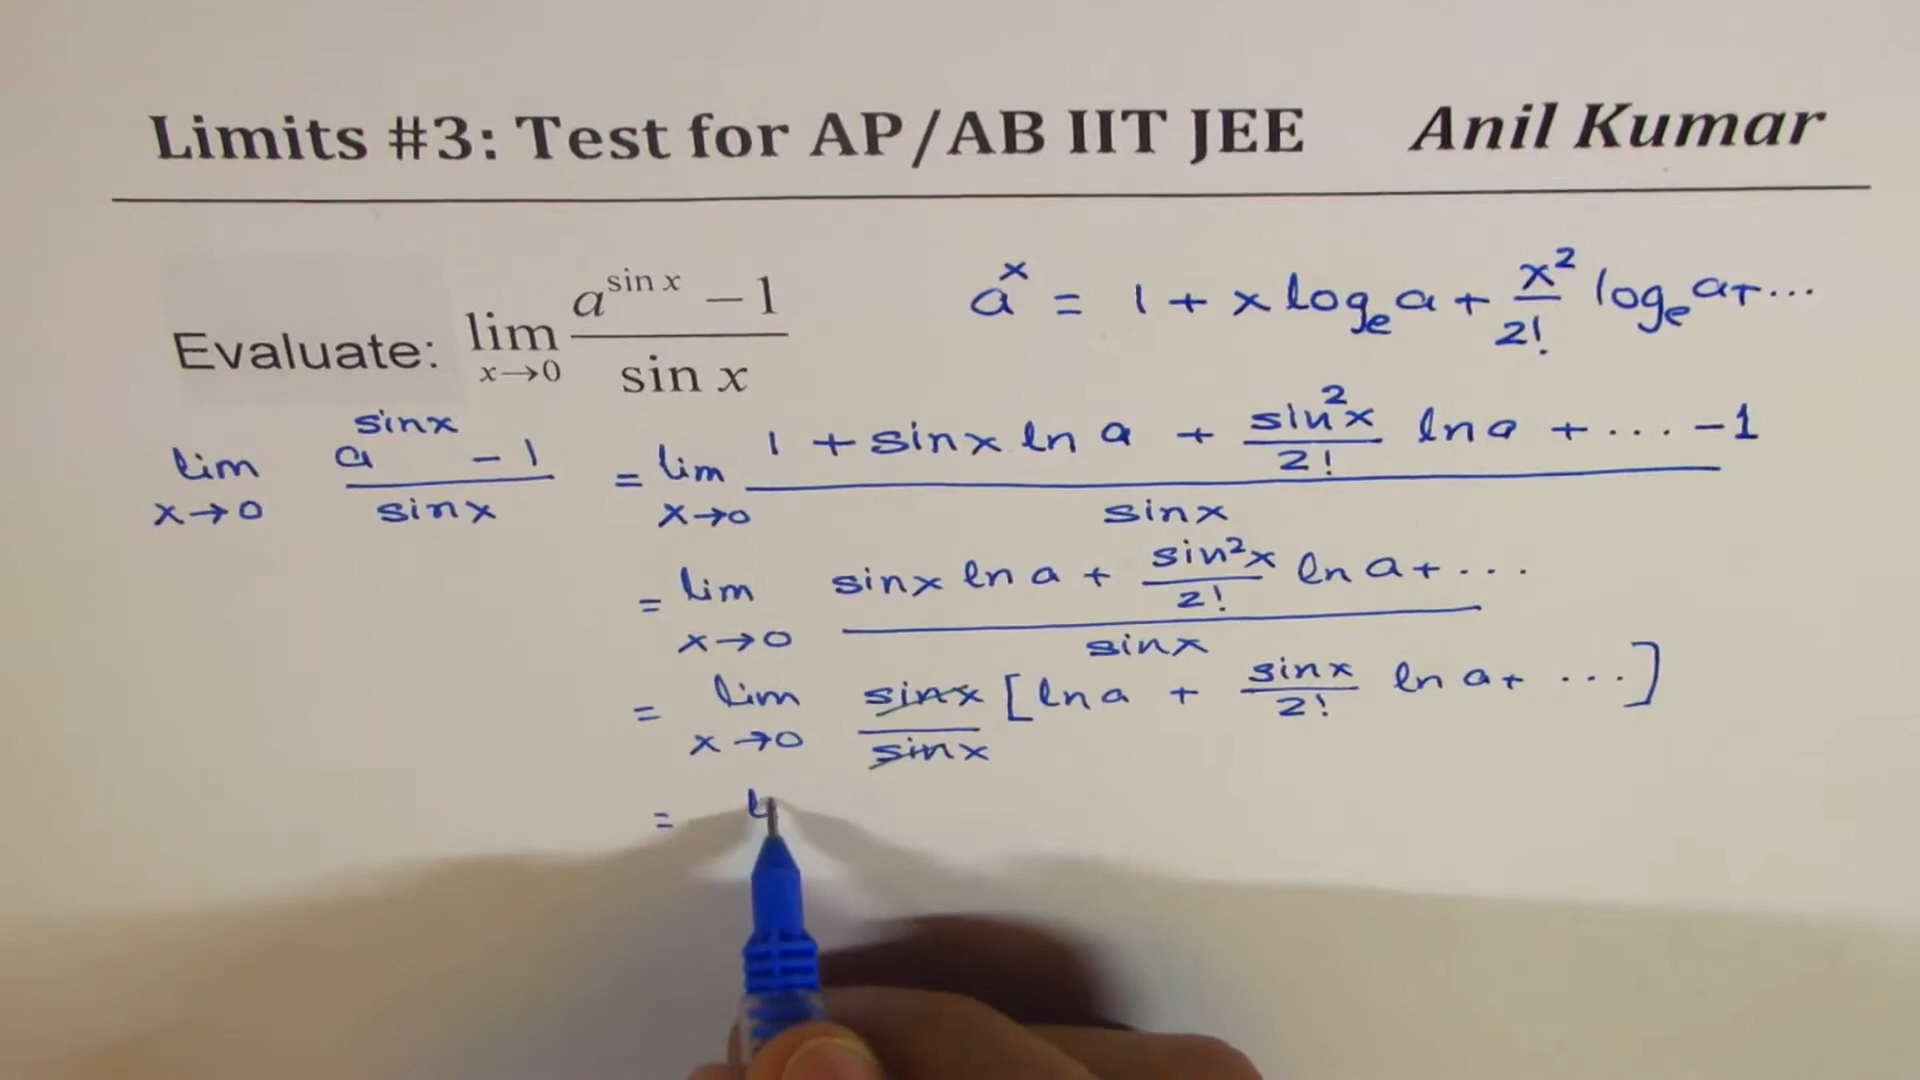 Limits #3: Test for AP/AB IIT JEE Anil Kumar
Evaluate: lim x→0 (a^(sin x) − 1)/(sin x)
a^x = 1 + x log_e a + x²/2! log_e a + ...
lim x→0 (a^(sinx) − 1)/(sinx) = lim x→0 (1 + sinx ln a + sin²x/2! ln a + ... −1)/(sinx)
= lim x→0 (sinx ln a + sin²x/2! ln a + ...)/(sinx)
= lim x→0 sinx/sinx [ln a + sinx/2! ln a + ...]
=